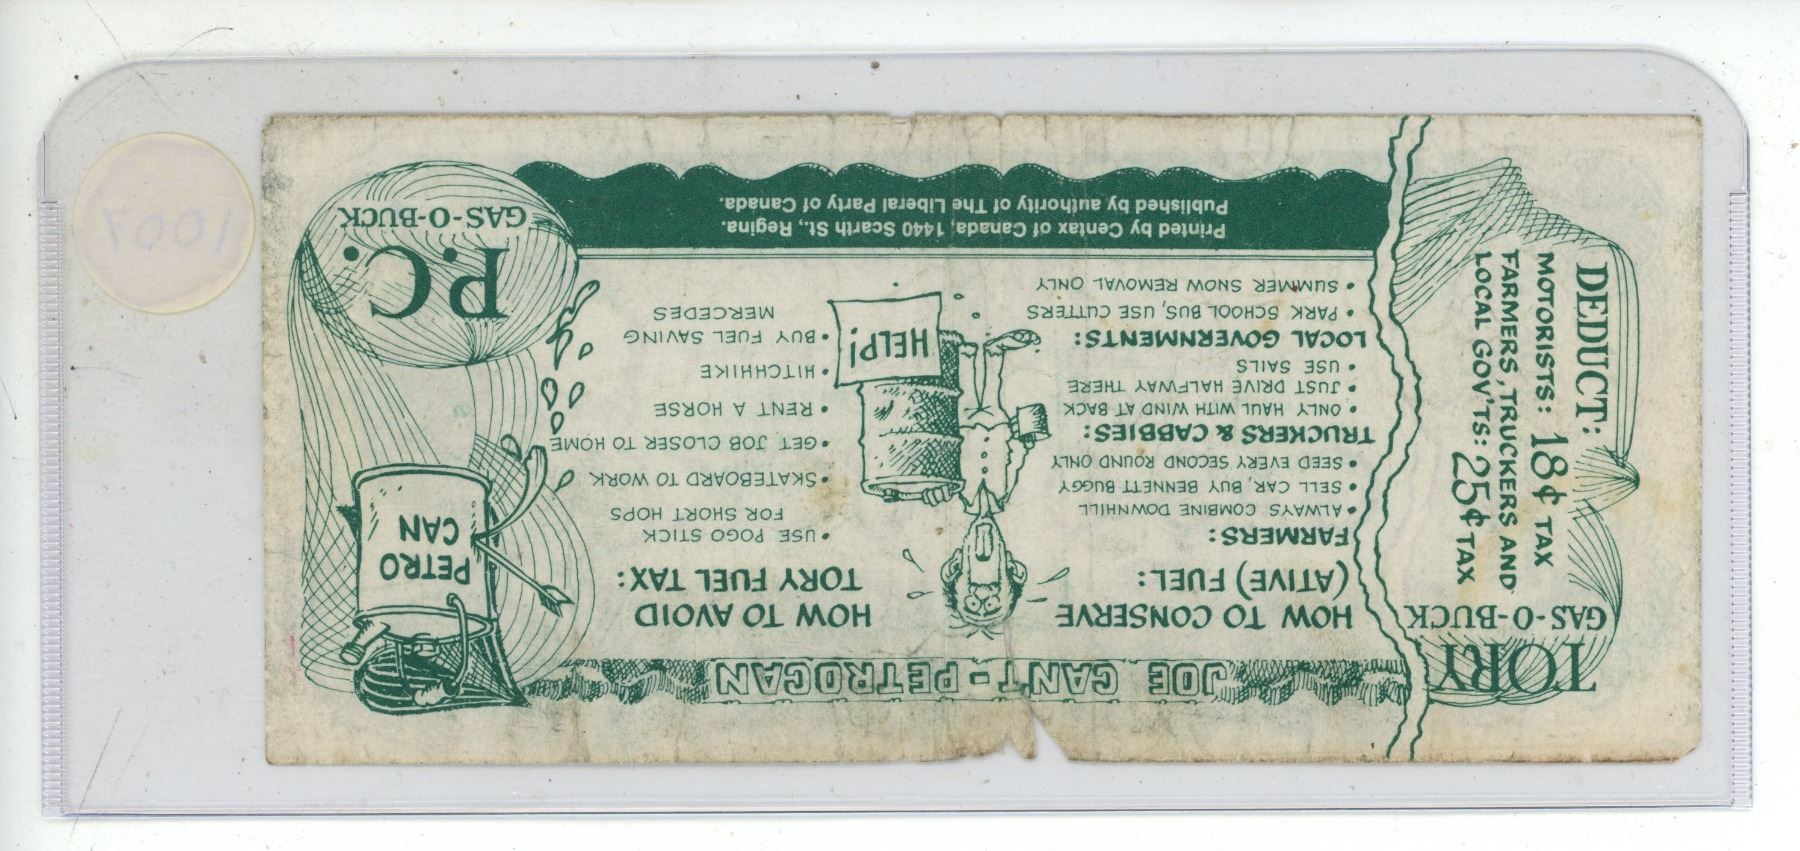 JOE CAN'T - PETROCAN
TORY
GAS-O-BUCK
DEDUCT:
MOTORISTS: 18¢ TAX
FARMERS, TRUCKERS AND
LOCAL GOV'TS: 25¢ TAX
HOW TO CONSERVE
(ATIVE) FUEL:
FARMERS:
• ALWAYS COMBINE DOWNHILL
• SELL CAR, BUY BENNETT BUGGY
• SEED EVERY SECOND ROUND ONLY
TRUCKERS & CABBIES:
• ONLY HAUL WITH WIND AT BACK
• JUST DRIVE HALFWAY THERE
• USE SAILS
LOCAL GOVERNMENTS:
• PARK SCHOOL BUS, USE CUTTERS
• SUMMER SNOW REMOVAL ONLY
HELP!
HOW TO AVOID
TORY FUEL TAX:
• USE POGO STICK
FOR SHORT HOPS
• SKATEBOARD TO WORK
• GET JOB CLOSER TO HOME
• RENT A HORSE
• HITCHHIKE
• BUY FUEL SAVING
MERCEDES
PETRO
CAN
P.C.
GAS-O-BUCK
Printed by Centax of Canada, 1440 Scarth St., Regina.
Published by authority of The Liberal Party of Canada.
1007